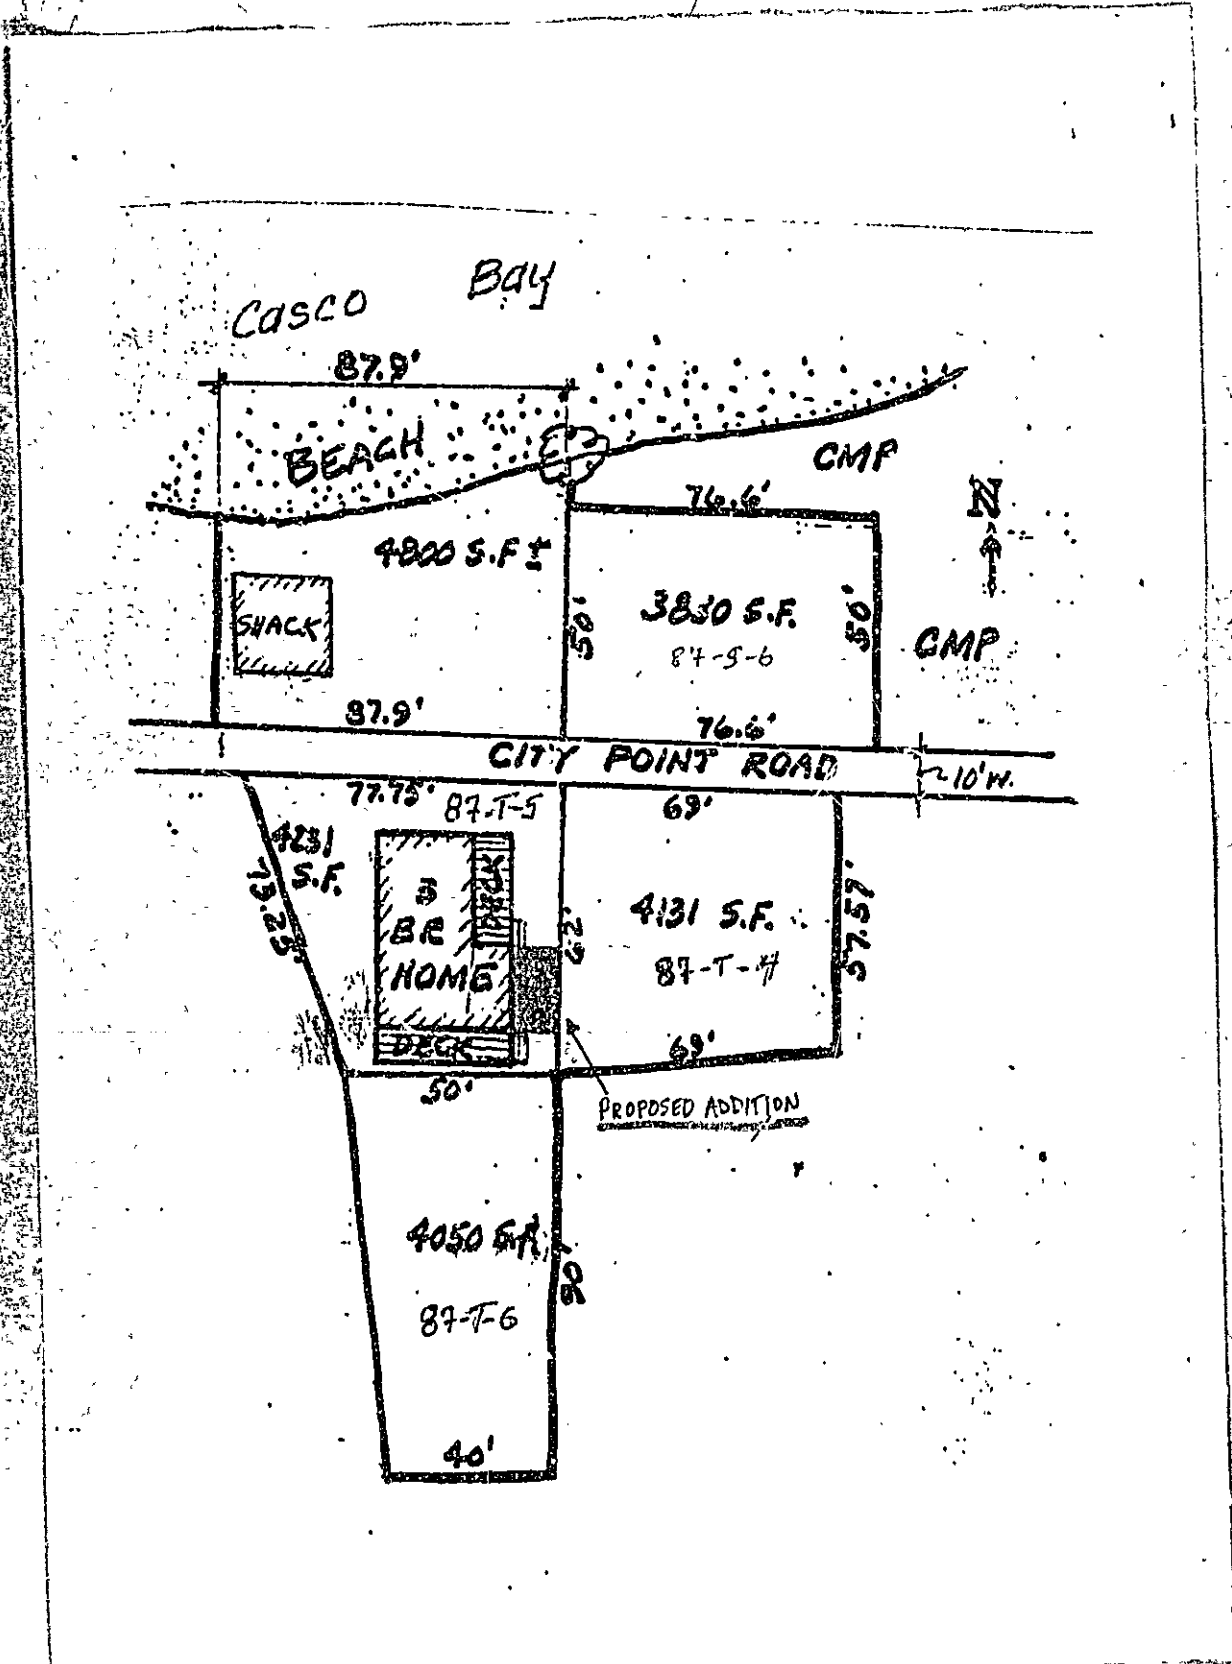 Casco Bay
87.9'
BEACH
CMP
N
76.6'
4800 S.F ±
SHACK
50'
3830 S.F.
87-S-6
50'
CMP
87.9'
76.6'
CITY POINT ROAD
10' W.
77.75'
87-T-5
69'
4231
S.F.
73.25'
3
BR
HOME
DECK
62'
4131 S.F.
87-T-4
57.57'
DECK
69'
50'
PROPOSED ADDITION
4050 S.F.
90'
87-T-6
40'